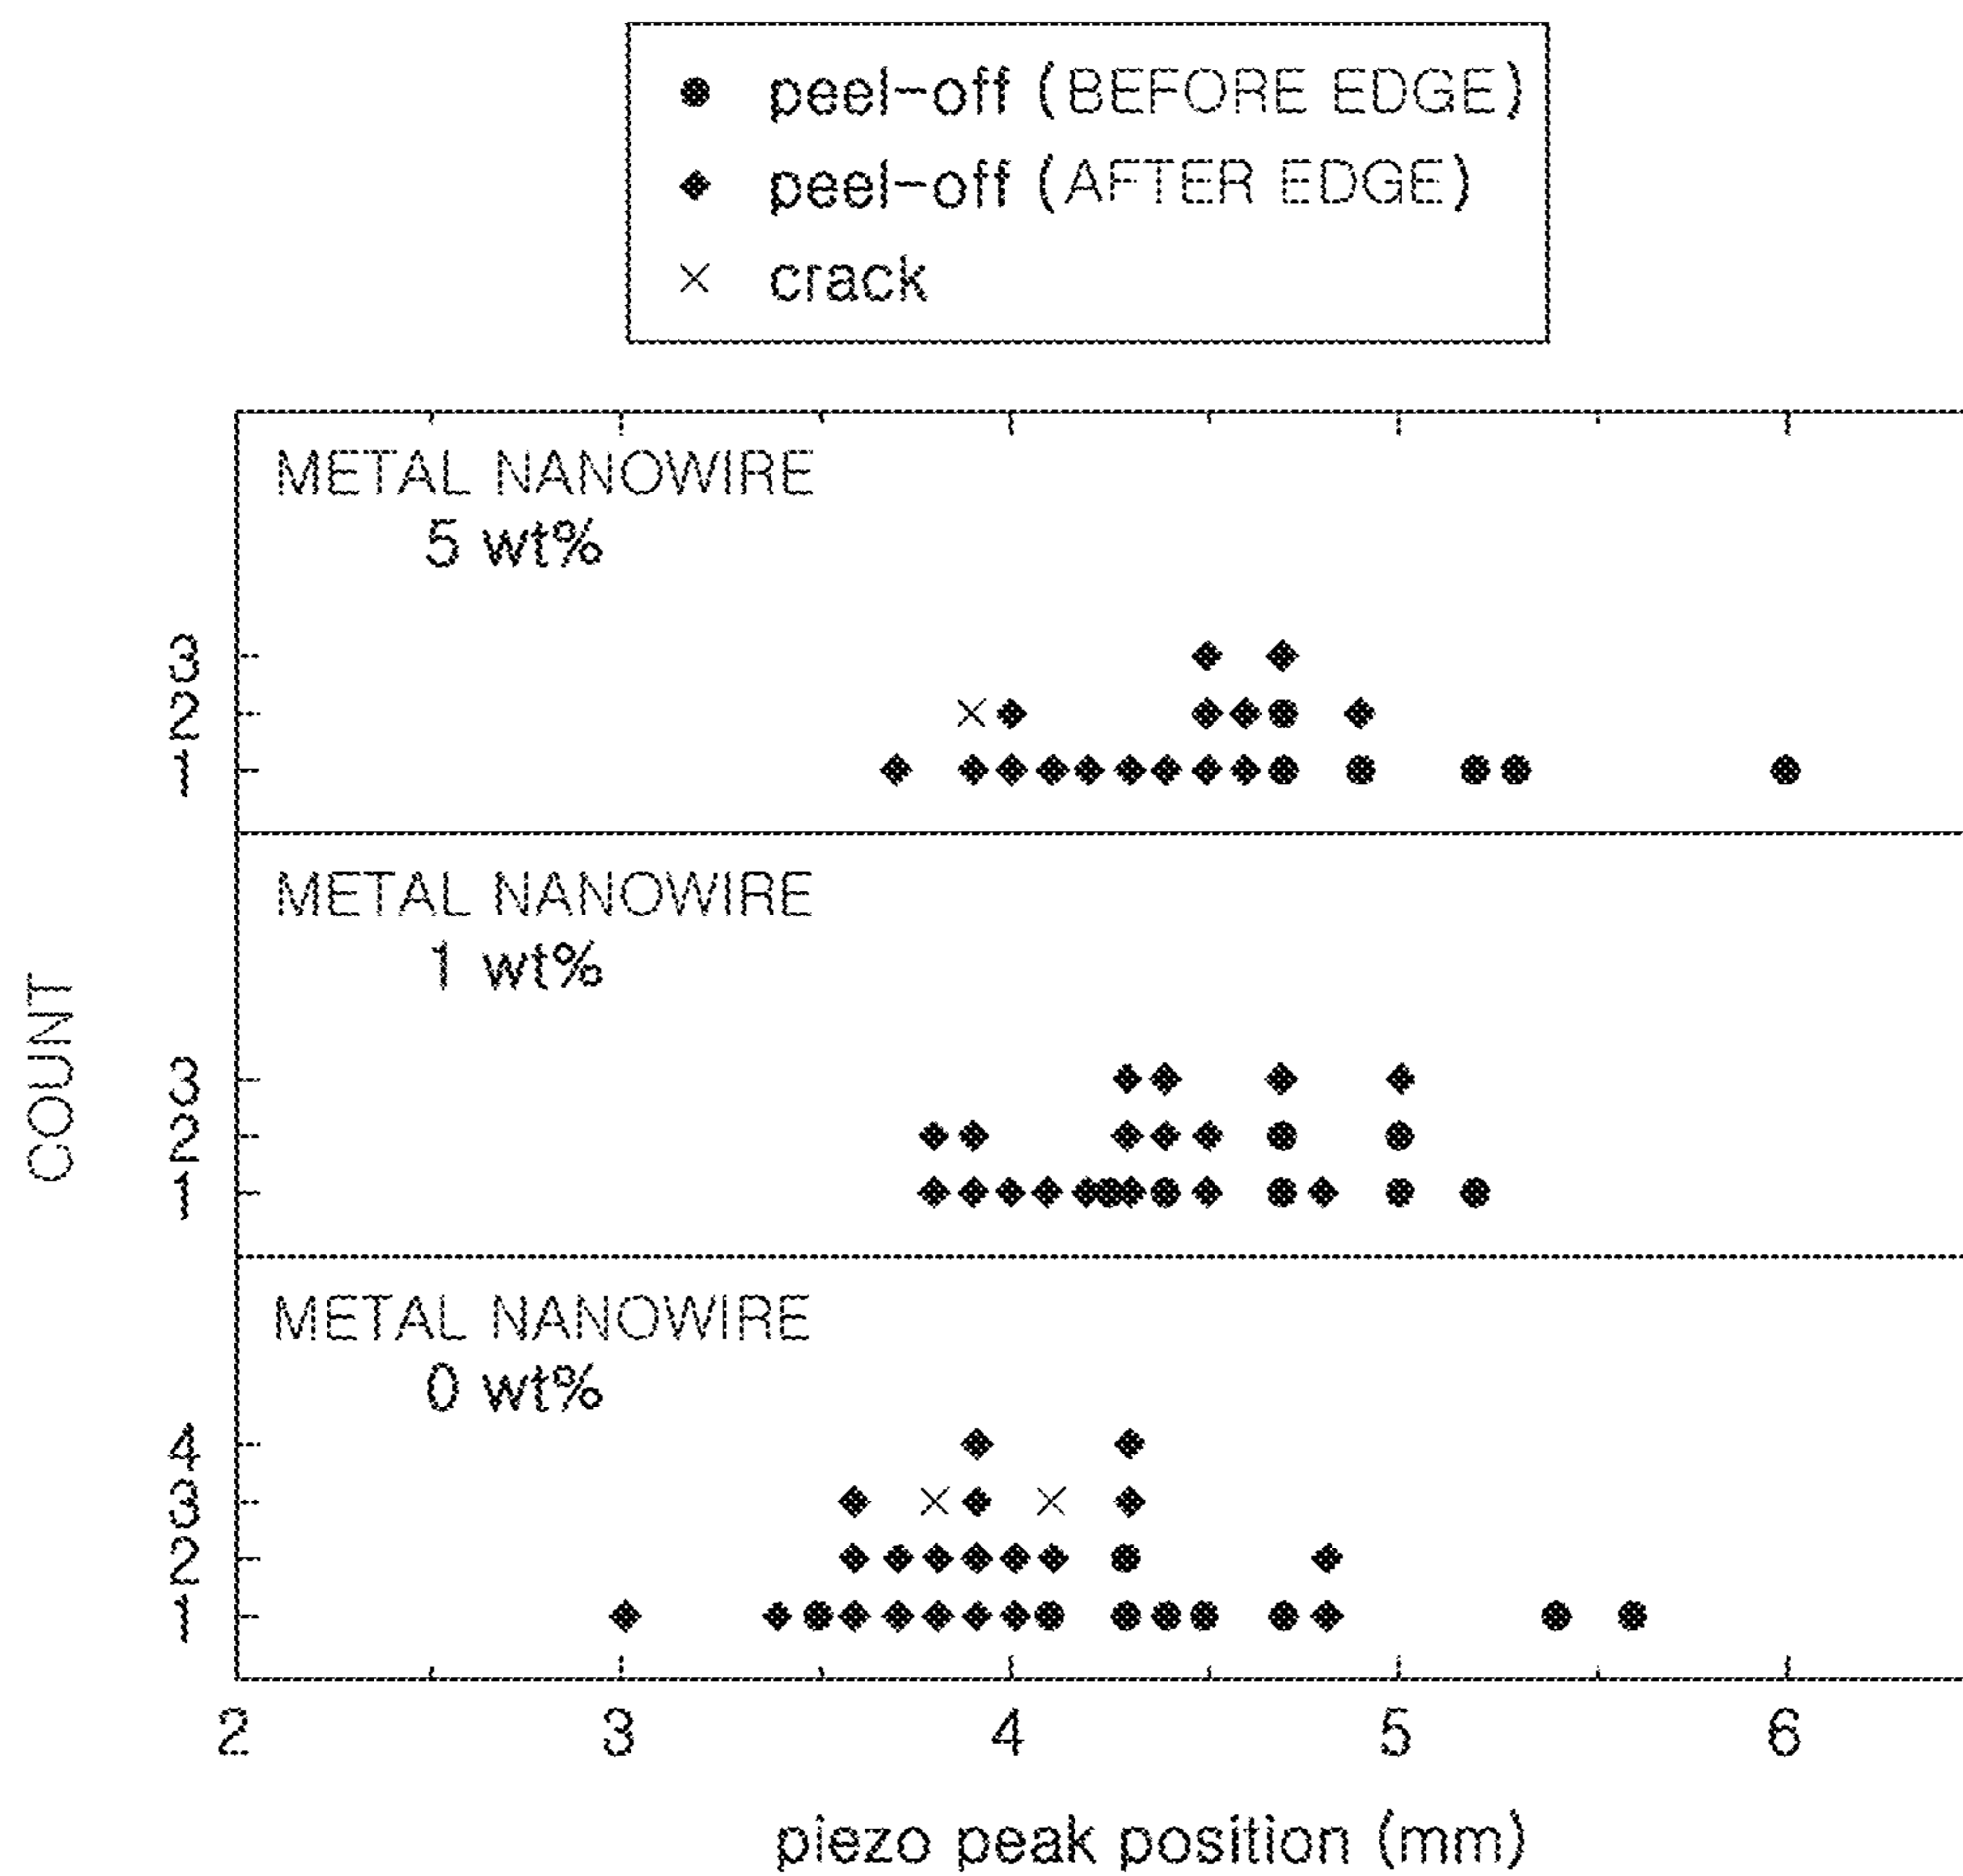 peel-off (BEFORE EDGE)
peel-off (AFTER EDGE)
crack
METAL NANOWIRE
5 wt%
3
2
1
METAL NANOWIRE
1 wt%
COUNT
3
2
1
METAL NANOWIRE
0 wt%
4
3
2
1
2 3 4 5 6
piezo peak position (mm)